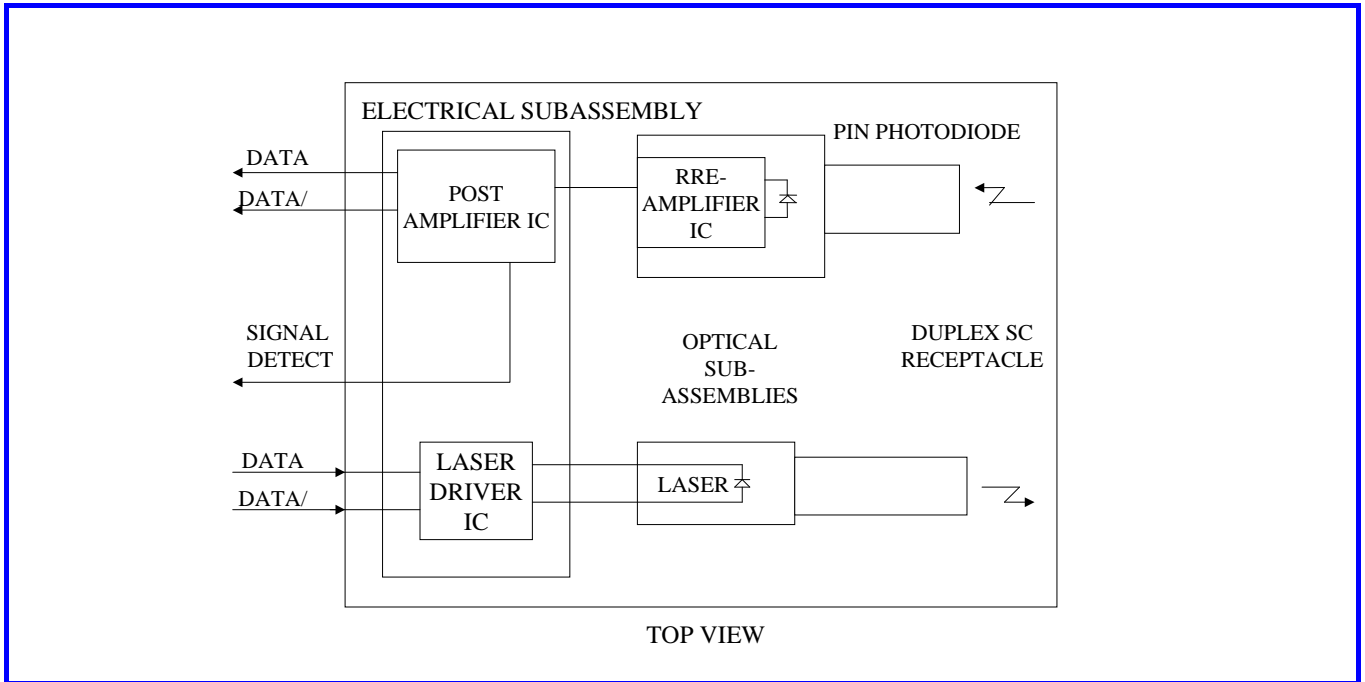 ELECTRICAL SUBASSEMBLY
PIN PHOTODIODE
DATA
DATA/
POST
AMPLIFIER IC
RRE-
AMPLIFIER
IC
SIGNAL
DETECT
OPTICAL
SUB-
ASSEMBLIES
DUPLEX SC
RECEPTACLE
DATA
DATA/
LASER
DRIVER
IC
LASER
TOP VIEW